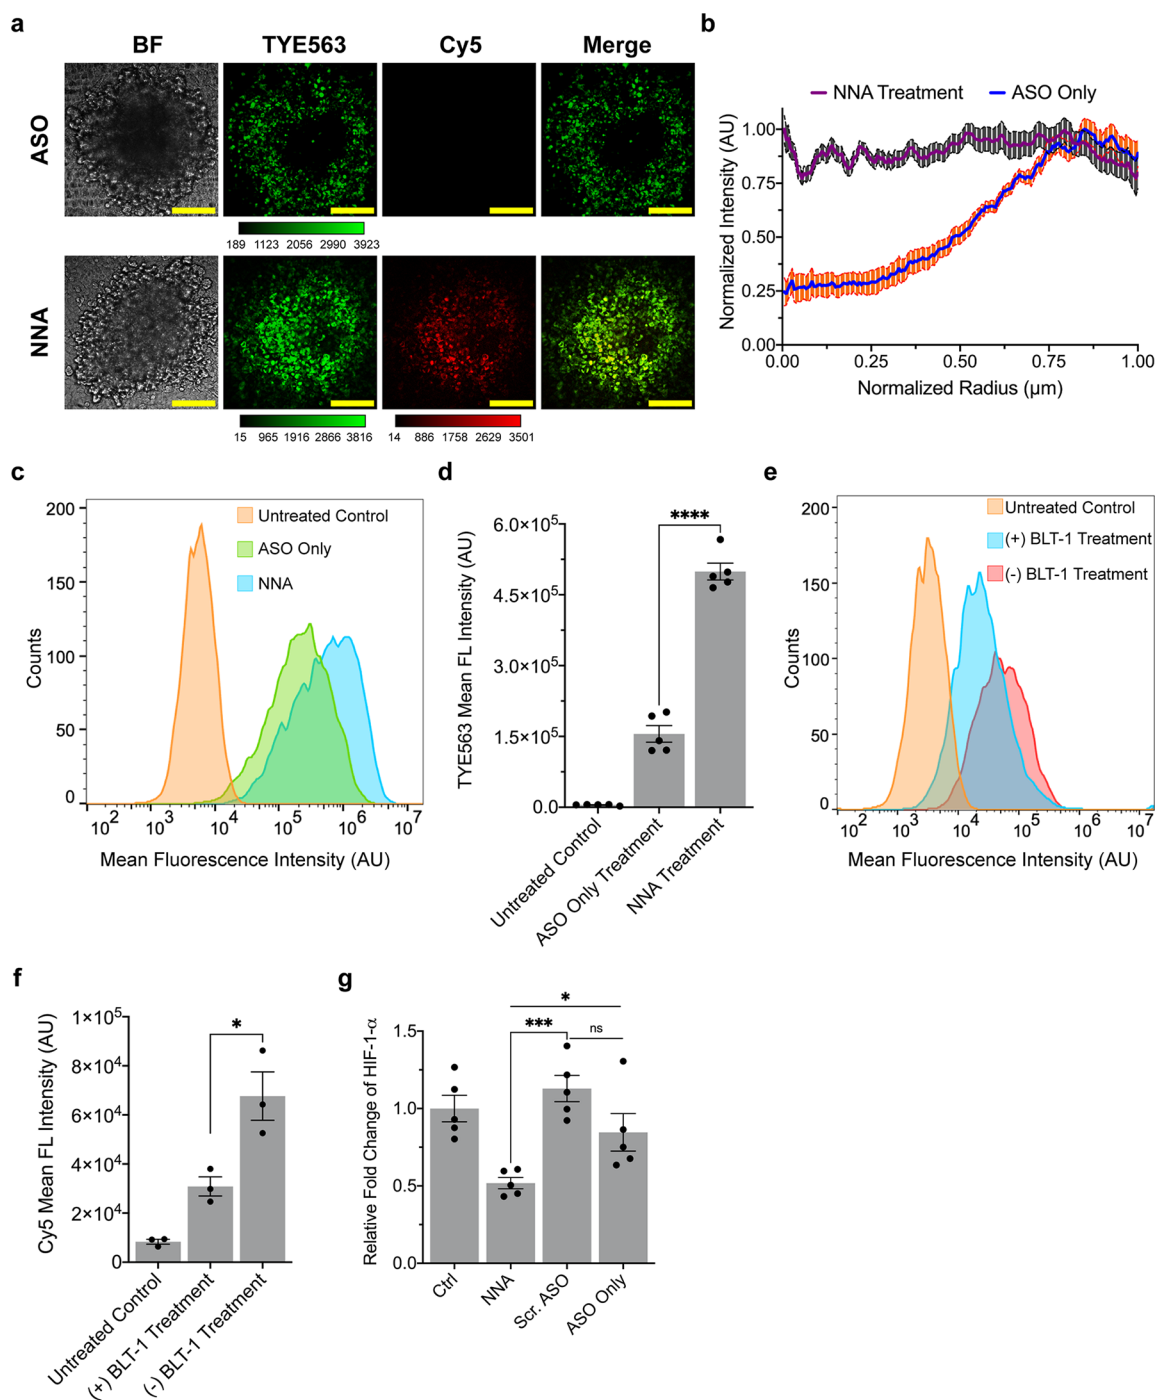 a
BF TYE563 Cy5 Merge
ASO
189 1123 2056 2990 3923
NNA
15 965 1916 2866 3816
14 886 1758 2629 3501
b
NNA Treatment ASO Only
Normalized Intensity (AU)
1.00
0.75
0.50
0.25
0.00
0.00 0.25 0.50 0.75 1.00
Normalized Radius (µm)
c
200
150
100
50
0
Counts
Untreated Control
ASO Only
NNA
10² 10³ 10⁴ 10⁵ 10⁶ 10⁷
Mean Fluorescence Intensity (AU)
d
TYE563 Mean FL Intensity (AU)
6.0×10⁵
4.5×10⁵
3.0×10⁵
1.5×10⁵
0.0
****
Untreated Control
ASO Only Treatment
NNA Treatment
e
200
150
100
50
0
Counts
Untreated Control
(+) BLT-1 Treatment
(-) BLT-1 Treatment
10² 10³ 10⁴ 10⁵ 10⁶ 10⁷
Mean Fluorescence Intensity (AU)
f
Cy5 Mean FL Intensity (AU)
1×10⁵
8×10⁴
6×10⁴
4×10⁴
2×10⁴
0
*
Untreated Control
(+) BLT-1 Treatment
(-) BLT-1 Treatment
g
Relative Fold Change of HIF-1-α
1.5
1.0
0.5
0.0
*
***
ns
Ctrl
NNA
Scr. ASO
ASO Only